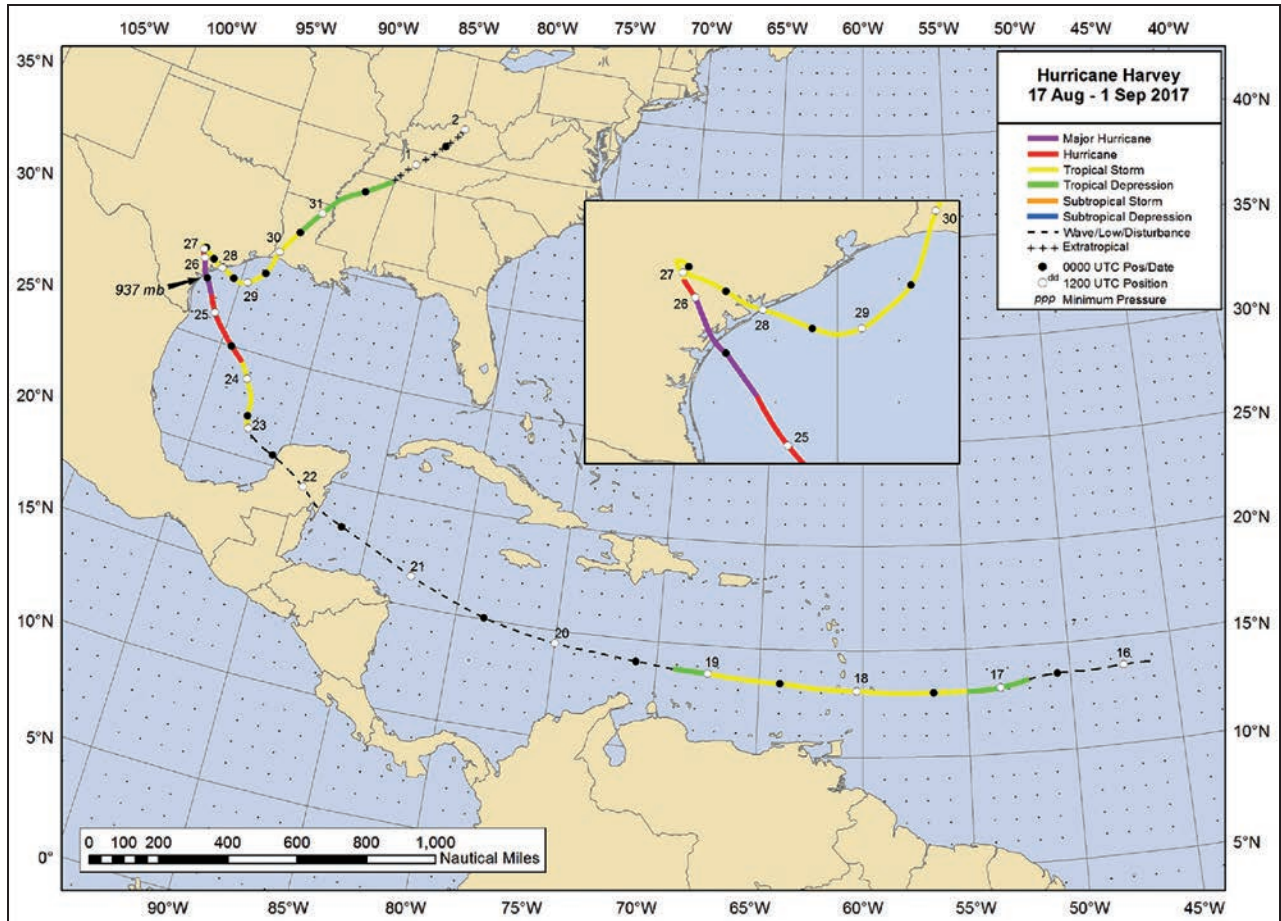 105°W 100°W 95°W 90°W 85°W 80°W 75°W 70°W 65°W 60°W 55°W 50°W 45°W 40°W
35°N
30°N
25°N
20°N
15°N
10°N
5°N
0°
40°N
35°N
30°N
25°N
20°N
15°N
10°N
5°N
Hurricane Harvey
17 Aug - 1 Sep 2017
Major Hurricane
Hurricane
Tropical Storm
Tropical Depression
Subtropical Storm
Subtropical Depression
Wave/Low/Disturbance
Extratropical
0000 UTC Pos/Date
dd 1200 UTC Position
ppp Minimum Pressure
2
1
31
30
27
28
26
29
937 mb
25
24
23
22
21
20
19
18
17
16
30
27
26
28
29
25
0 100 200 400 600 800 1,000
Nautical Miles
90°W 85°W 80°W 75°W 70°W 65°W 60°W 55°W 50°W